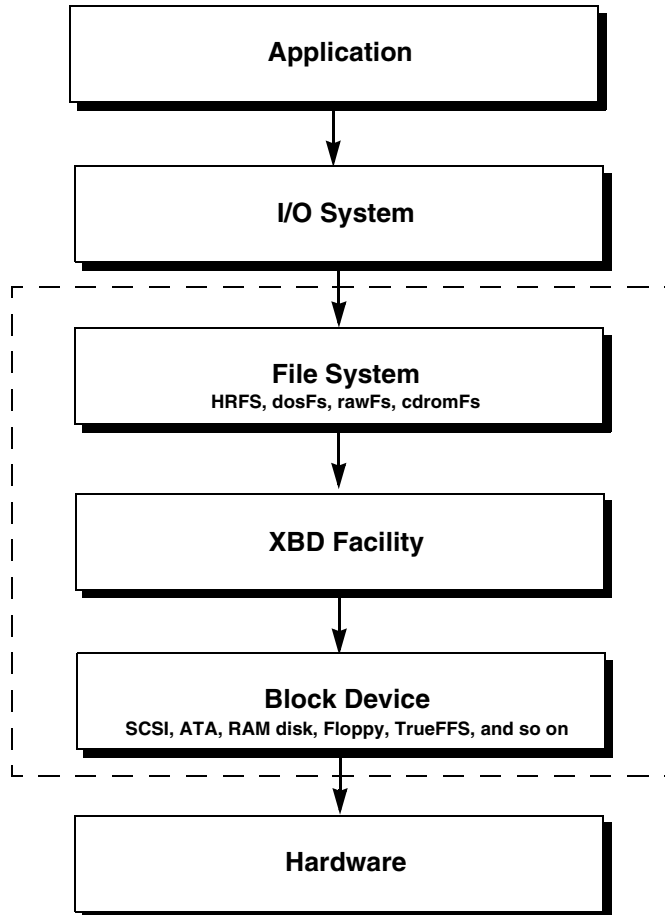 Application
I/O System
File System
HRFS, dosFs, rawFs, cdromFs
XBD Facility
Block Device
SCSI, ATA, RAM disk, Floppy, TrueFFS, and so on
Hardware